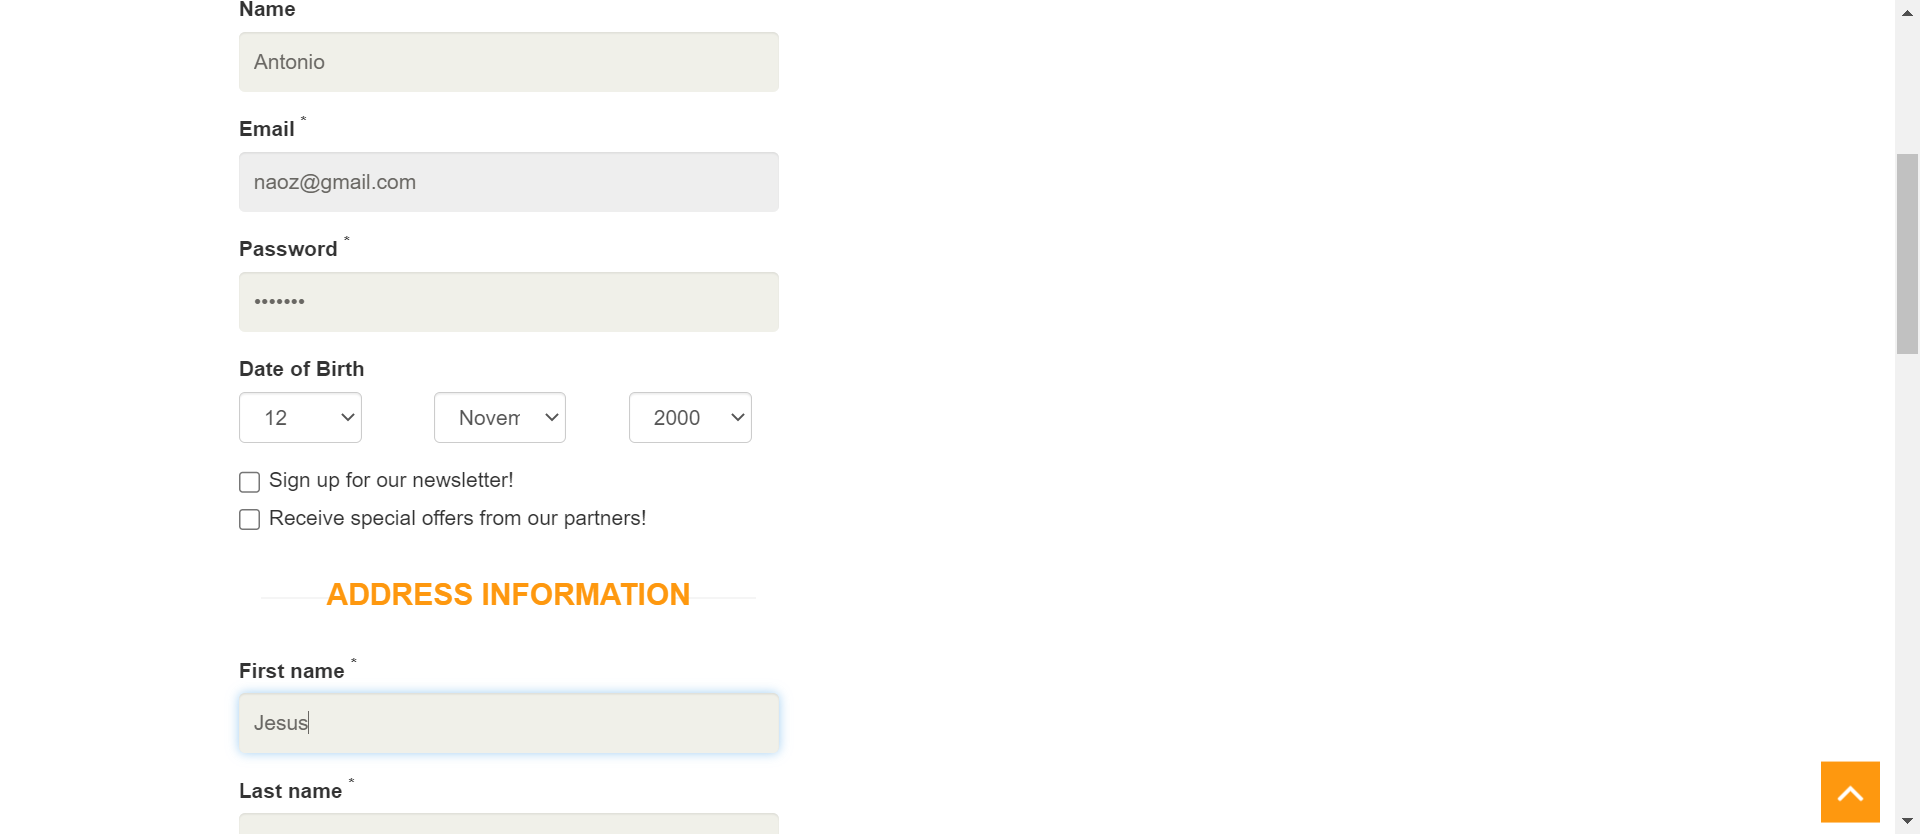 Name
Antonio
Email *
naoz@gmail.com
Password *
•••••••
Date of Birth
12 Novem 2000
Sign up for our newsletter!
Receive special offers from our partners!
ADDRESS INFORMATION
First name *
Jesus
Last name *